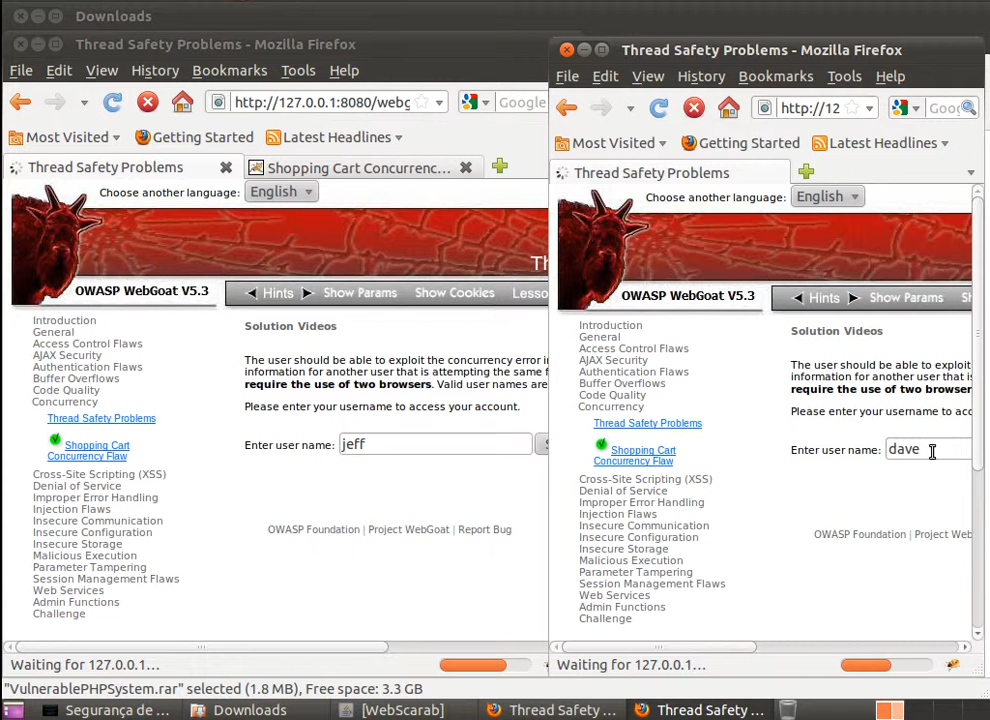 Downloads
Thread Safety Problems - Mozilla Firefox
File Edit View History Bookmarks Tools Help
http://127.0.0.1:8080/webg
Google
Most Visited Getting Started Latest Headlines
Thread Safety Problems
Shopping Cart Concurrenc...
Choose another language: English
OWASP WebGoat V5.3
Hints Show Params Show Cookies Lesso
Introduction
General
Access Control Flaws
AJAX Security
Authentication Flaws
Buffer Overflows
Code Quality
Concurrency
Thread Safety Problems
Shopping Cart
Concurrency Flaw
Cross-Site Scripting (XSS)
Denial of Service
Improper Error Handling
Injection Flaws
Insecure Communication
Insecure Configuration
Insecure Storage
Malicious Execution
Parameter Tampering
Session Management Flaws
Web Services
Admin Functions
Challenge
Solution Videos
The user should be able to exploit the concurrency error in
information for another user that is attempting the same f
require the use of two browsers. Valid user names are
Please enter your username to access your account.
Enter user name: jeff
OWASP Foundation | Project WebGoat | Report Bug
Waiting for 127.0.0.1...
Thread Safety Problems - Mozilla Firefox
File Edit View History Bookmarks Tools Help
http://12
Goo
Most Visited Getting Started Latest Headlines
Thread Safety Problems
Choose another language: English
OWASP WebGoat V5.3
Hints Show Params Sh
Introduction
General
Access Control Flaws
AJAX Security
Authentication Flaws
Buffer Overflows
Code Quality
Concurrency
Thread Safety Problems
Shopping Cart
Concurrency Flaw
Cross-Site Scripting (XSS)
Denial of Service
Improper Error Handling
Injection Flaws
Insecure Communication
Insecure Configuration
Insecure Storage
Malicious Execution
Parameter Tampering
Session Management Flaws
Web Services
Admin Functions
Challenge
Solution Videos
The user should be able to exploit
information for another user that is
require the use of two browser
Please enter your username to acc
Enter user name: dave
OWASP Foundation | Project Web
Waiting for 127.0.0.1...
"VulnerablePHPSystem.rar" selected (1.8 MB), Free space: 3.3 GB
Segurança de ... Downloads [WebScarab] Thread Safety ... Thread Safety ...